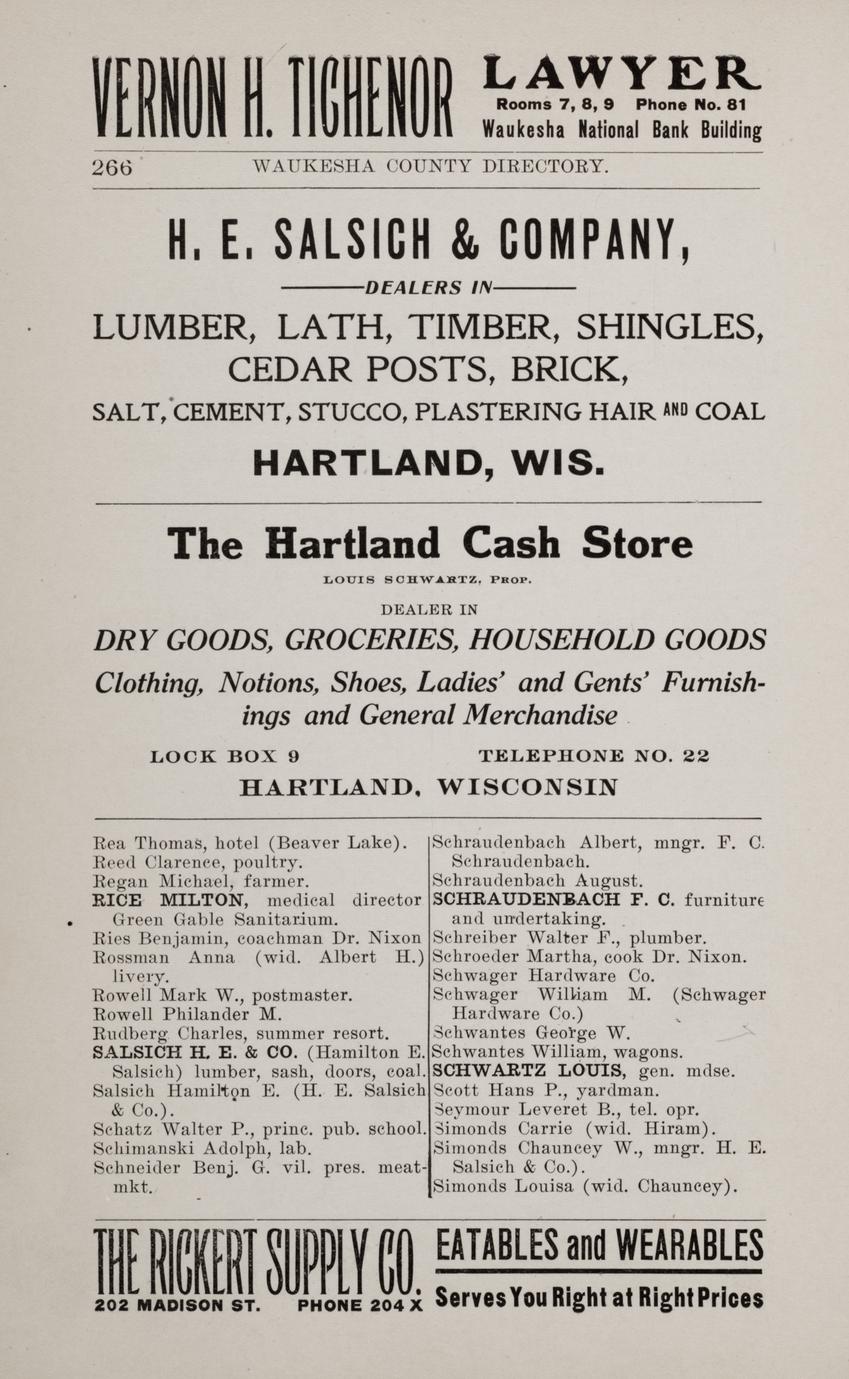 VERNON H. TICHENOR
LAWYER
Rooms 7, 8, 9 Phone No. 81
Waukesha National Bank Building
266 WAUKESHA COUNTY DIRECTORY.
H. E. SALSICH & COMPANY,
DEALERS IN
LUMBER, LATH, TIMBER, SHINGLES,
CEDAR POSTS, BRICK,
SALT, CEMENT, STUCCO, PLASTERING HAIR AND COAL
HARTLAND, WIS.
The Hartland Cash Store
LOUIS SCHWARTZ, PROP.
DEALER IN
DRY GOODS, GROCERIES, HOUSEHOLD GOODS
Clothing, Notions, Shoes, Ladies' and Gents' Furnish-
ings and General Merchandise
LOCK BOX 9 TELEPHONE NO. 22
HARTLAND, WISCONSIN
Rea Thomas, hotel (Beaver Lake).
Reed Clarence, poultry.
Regan Michael, farmer.
RICE MILTON, medical director
Green Gable Sanitarium.
Ries Benjamin, coachman Dr. Nixon
Rossman Anna (wid. Albert H.)
livery.
Rowell Mark W., postmaster.
Rowell Philander M.
Rudberg Charles, summer resort.
SALSICH H. E. & CO. (Hamilton E.
Salsich) lumber, sash, doors, coal.
Salsich Hamilton E. (H. E. Salsich
& Co.).
Schatz Walter P., princ. pub. school.
Schimanski Adolph, lab.
Schneider Benj. G. vil. pres. meat-
mkt.
Schraudenbach Albert, mngr. F. C.
Schraudenbach.
Schraudenbach August.
SCHRAUDENBACH F. C. furniture
and undertaking.
Schreiber Walter F., plumber.
Schroeder Martha, cook Dr. Nixon.
Schwager Hardware Co.
Schwager William M. (Schwager
Hardware Co.)
Schwantes George W.
Schwantes William, wagons.
SCHWARTZ LOUIS, gen. mdse.
Scott Hans P., yardman.
Seymour Leveret B., tel. opr.
Simonds Carrie (wid. Hiram).
Simonds Chauncey W., mngr. H. E.
Salsich & Co.).
Simonds Louisa (wid. Chauncey).
THE RICKERT SUPPLY CO.
202 MADISON ST. PHONE 204 X
EATABLES and WEARABLES
Serves You Right at Right Prices